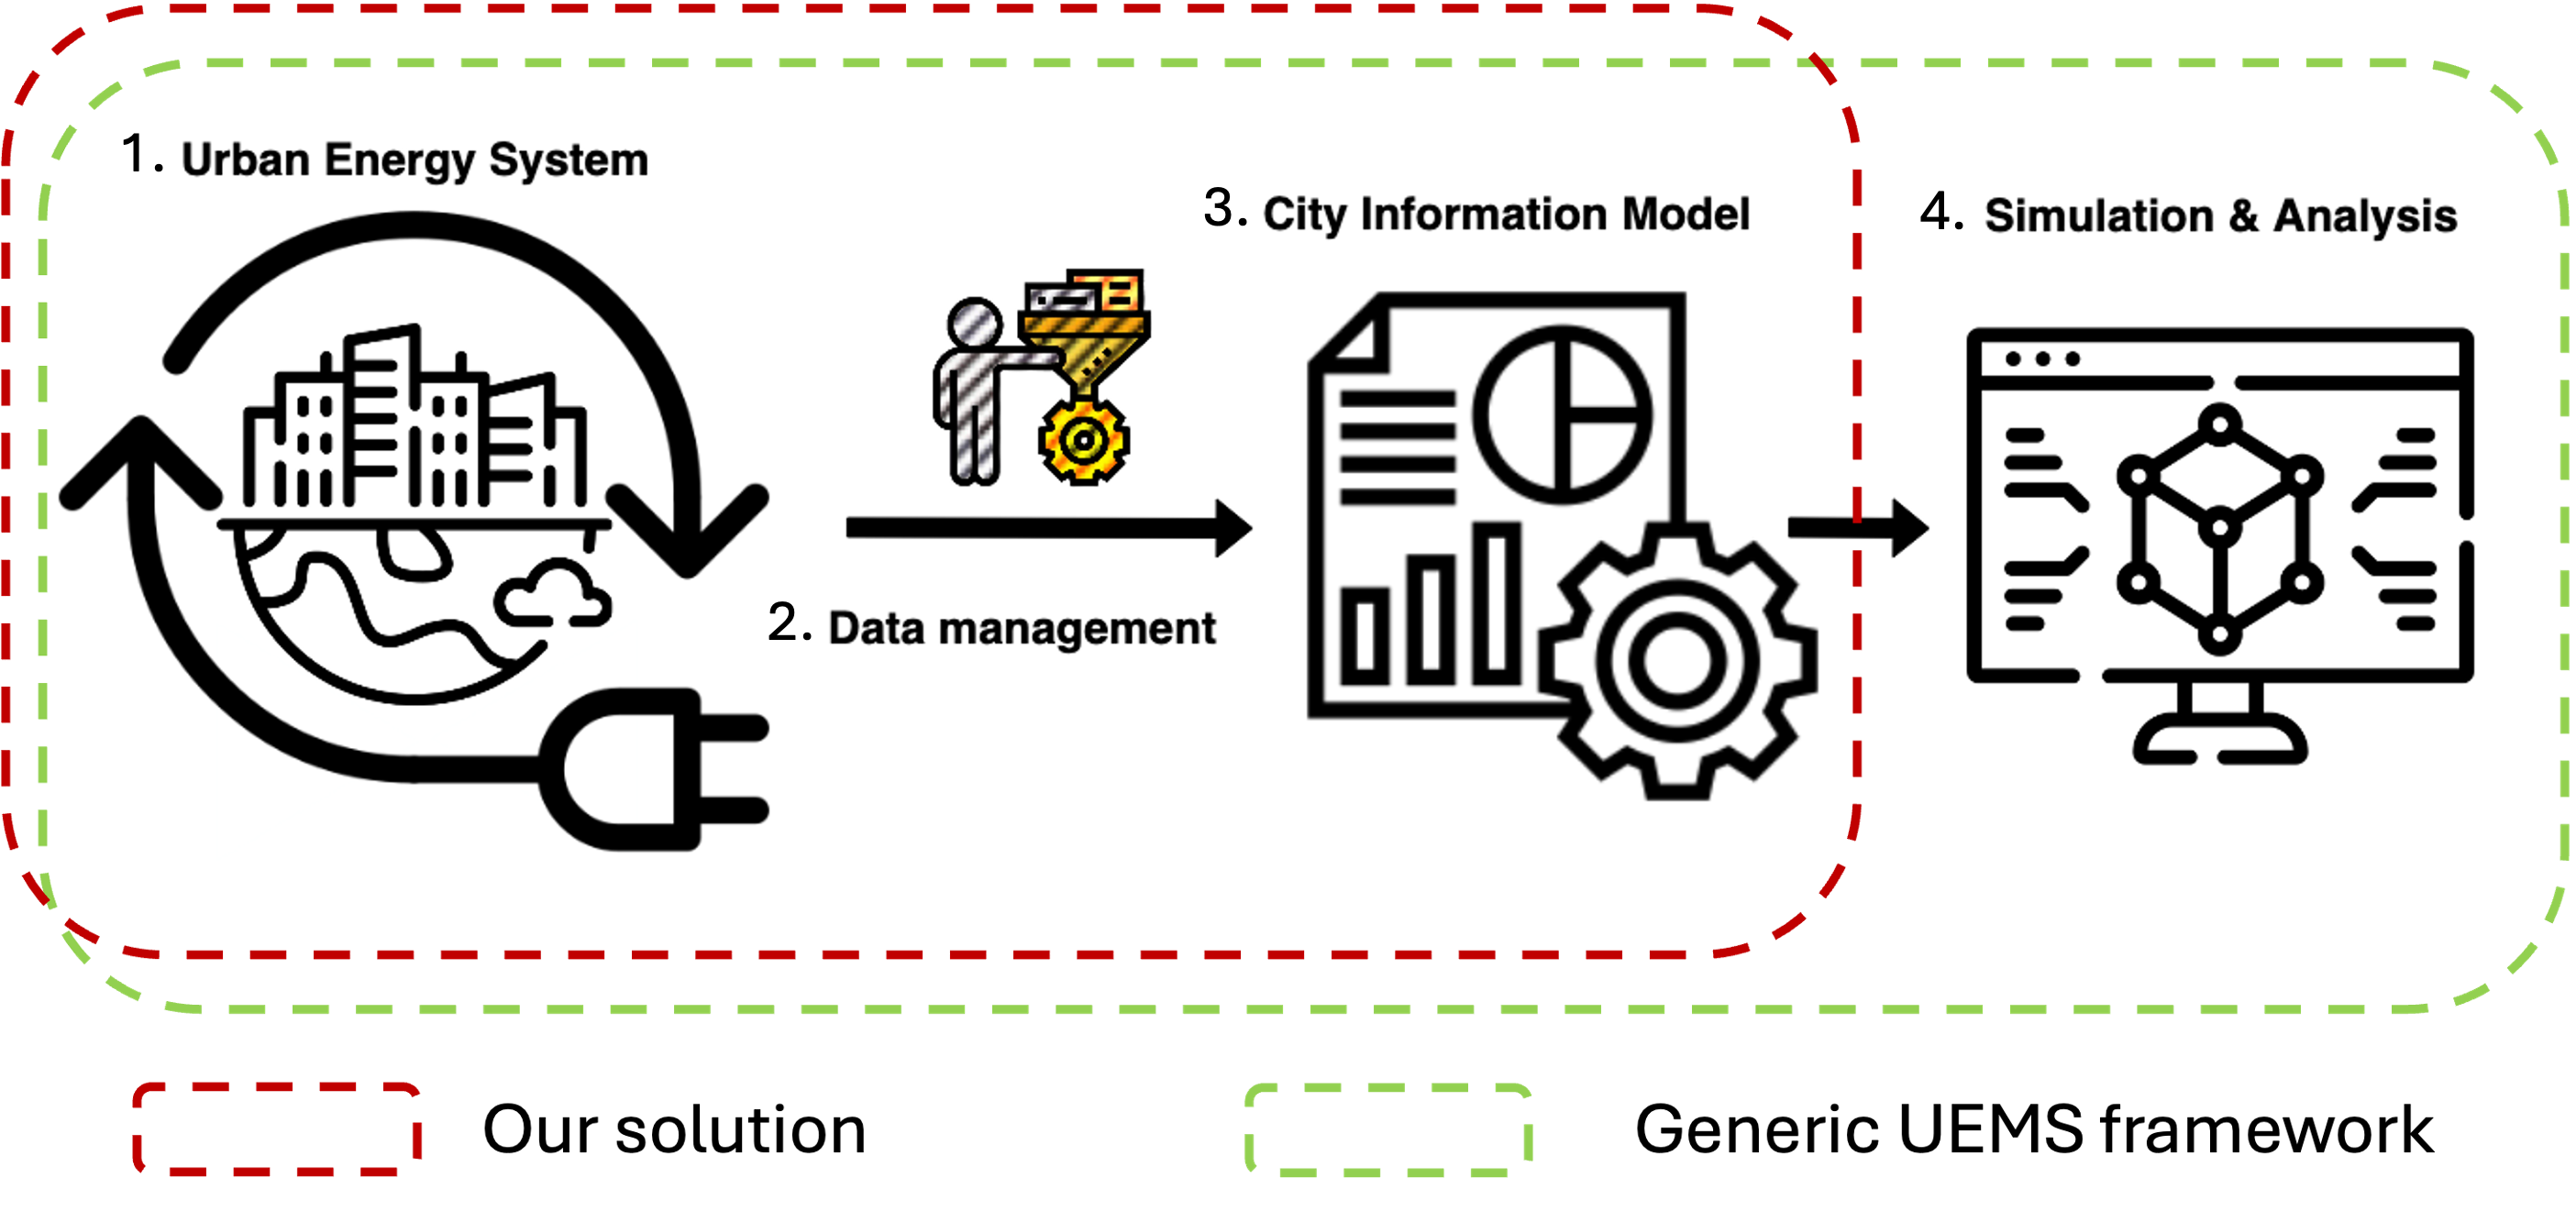 1. Urban Energy System
2. Data management
3. City Information Model
4. Simulation & Analysis
Our solution
Generic UEMS framework